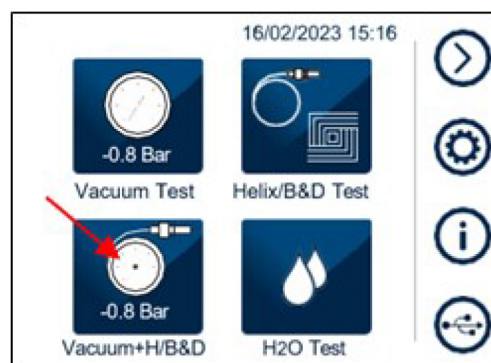 16/02/2023 15:16
-0.8 Bar
Vacuum Test
Helix/B&D Test
-0.8 Bar
Vacuum+H/B&D
H2O Test
i